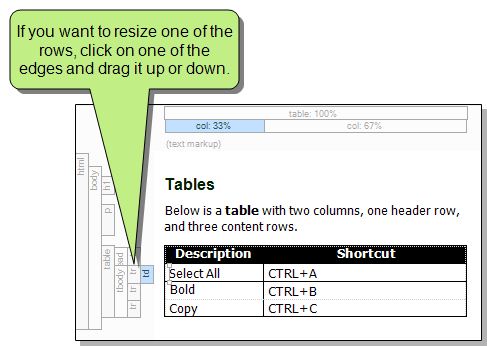 If you want to resize one of the
rows, click on one of the
edges and drag it up or down.
table: 100%
col: 33% col: 67%
(text markup)
html
body
h1
p
table
ead
tbody
tr
tr
tr
td
Tables
Below is a table with two columns, one header row,
and three content rows.
Description Shortcut
Select All CTRL+A
Bold CTRL+B
Copy CTRL+C